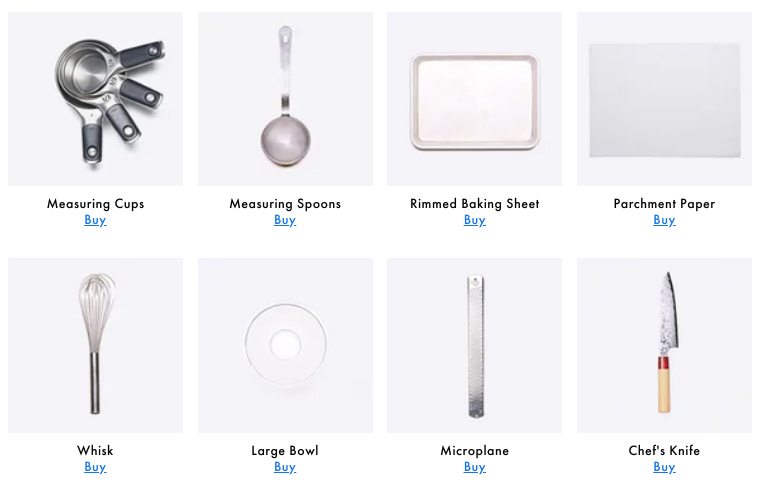 Measuring Cups
Buy
Measuring Spoons
Buy
Rimmed Baking Sheet
Buy
Parchment Paper
Buy
Whisk
Buy
Large Bowl
Buy
Microplane
Buy
Chef's Knife
Buy